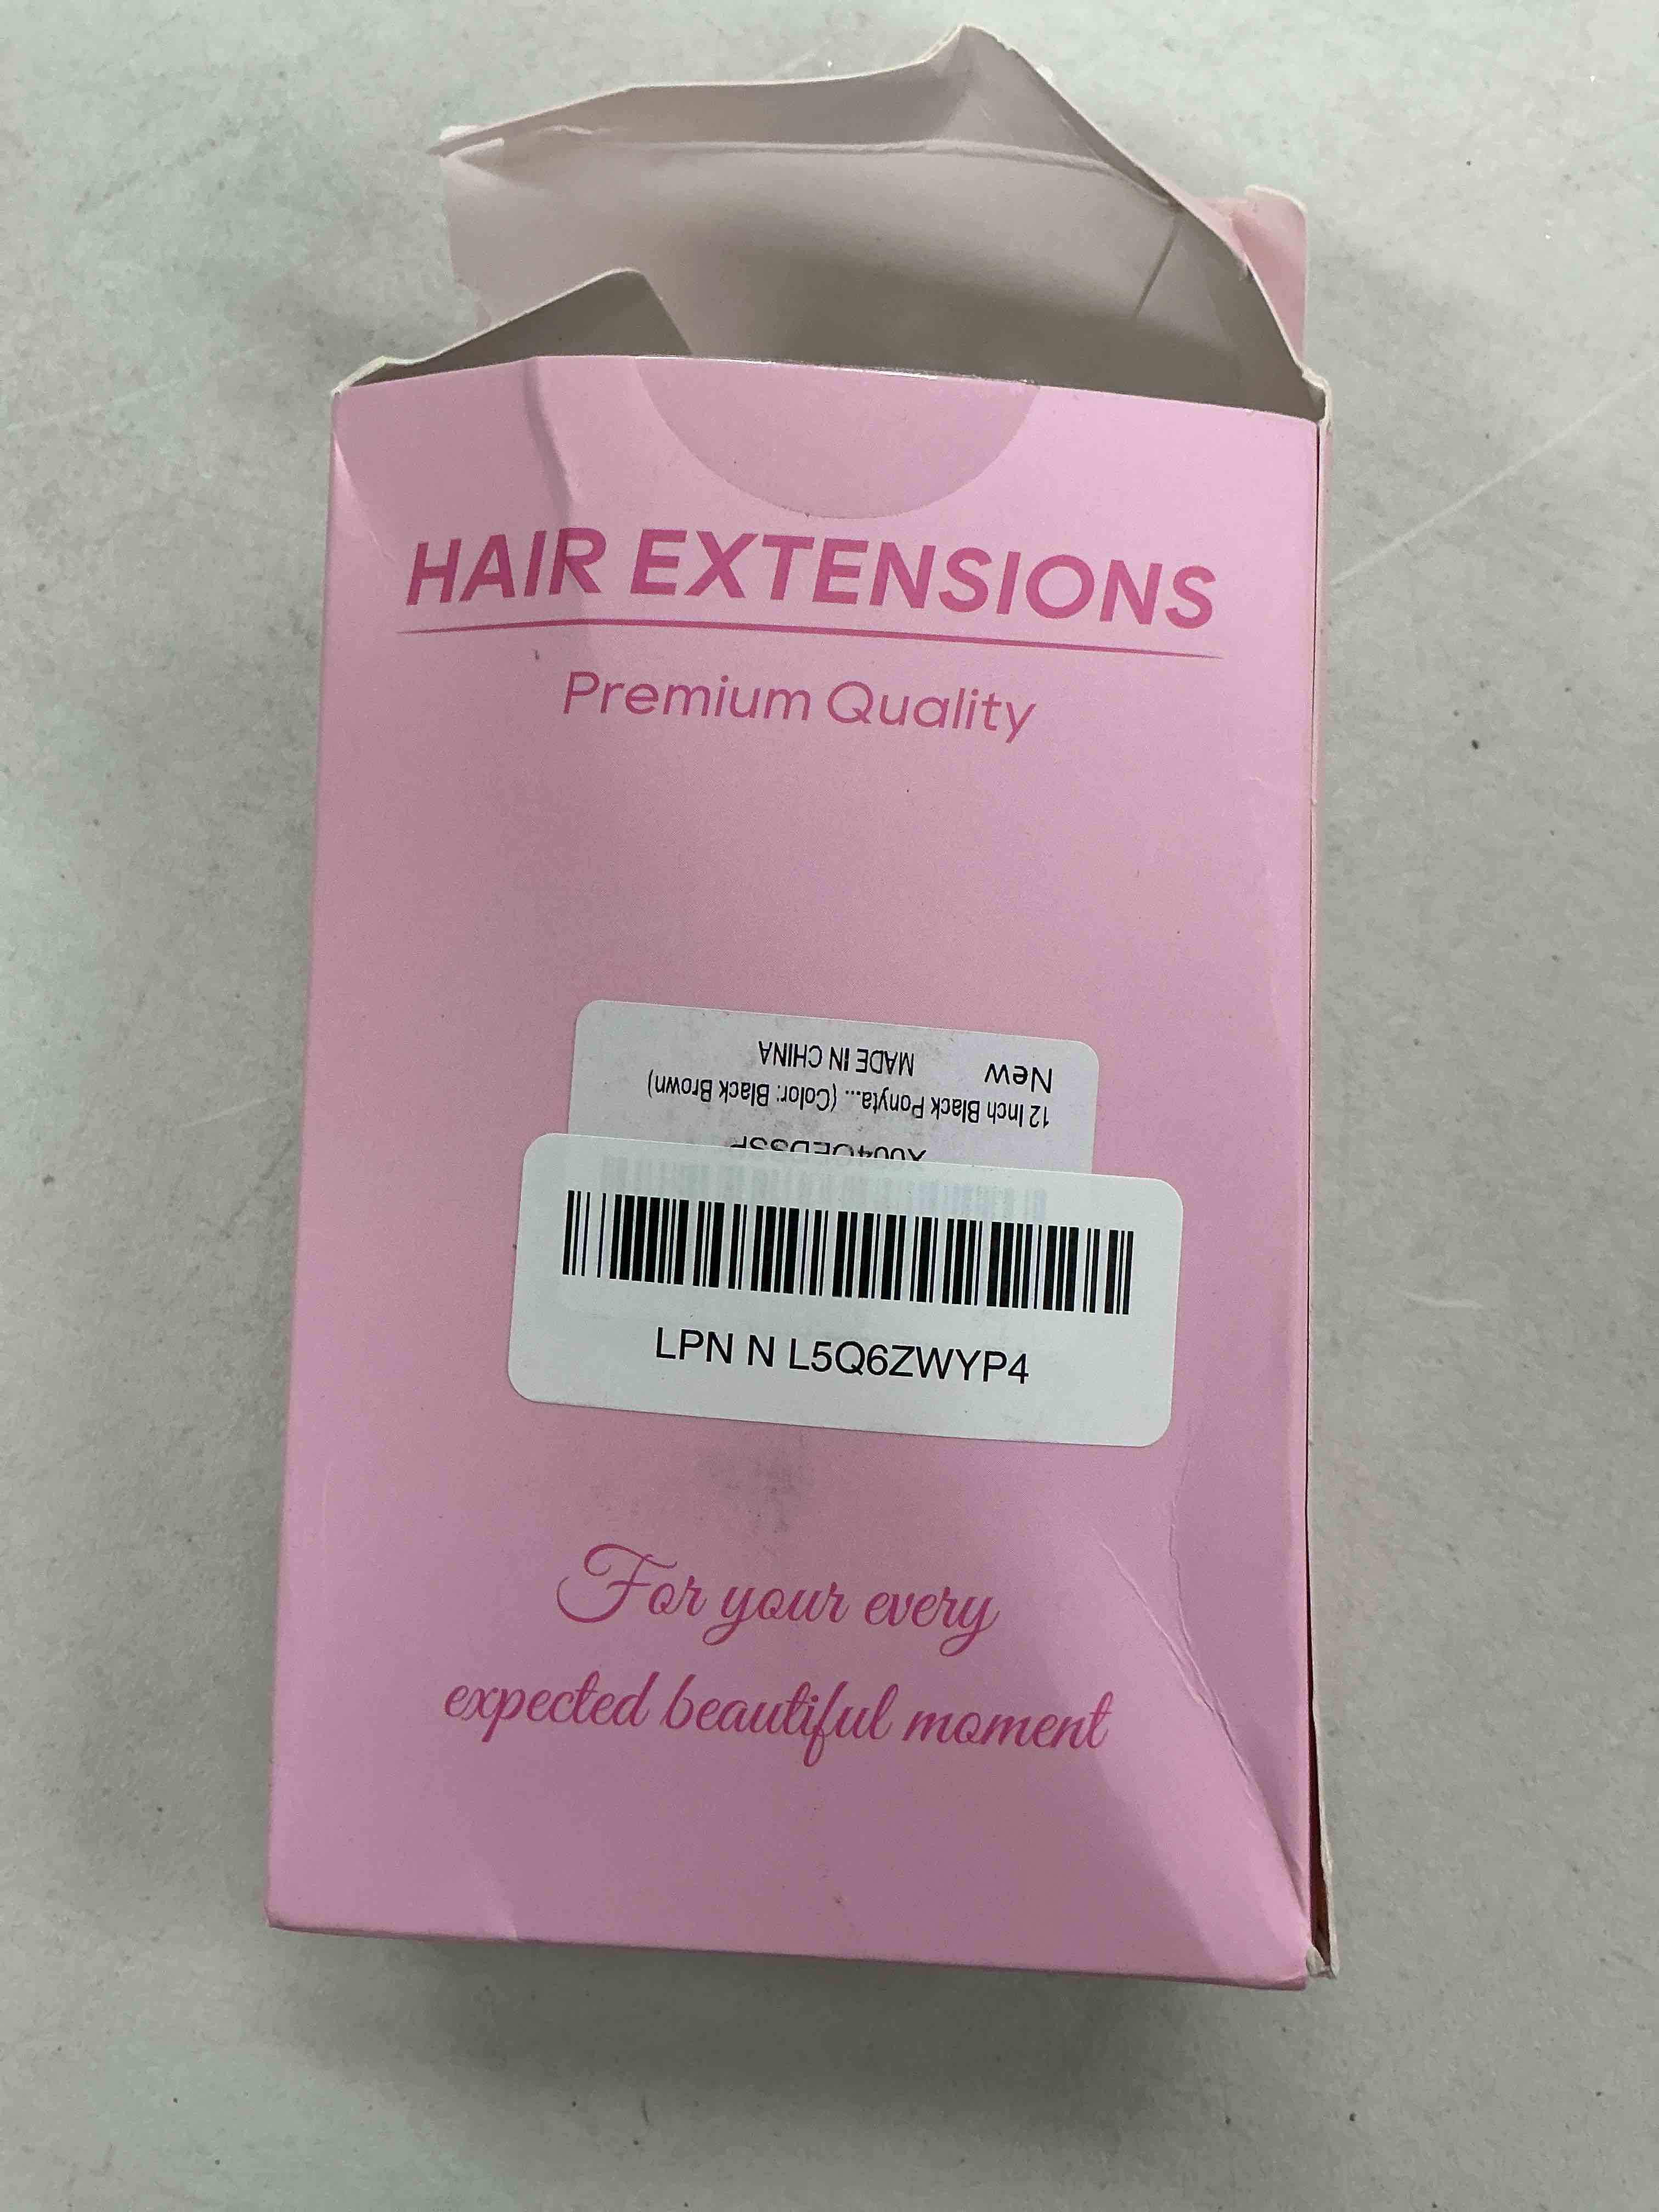 HAIR EXTENSIONS
Premium Quality
New MADE IN CHINA
12 Inch Black Ponyta... (Color: Black Brown)
LPN N L5Q6ZWYP4
For your every
expected beautiful moment